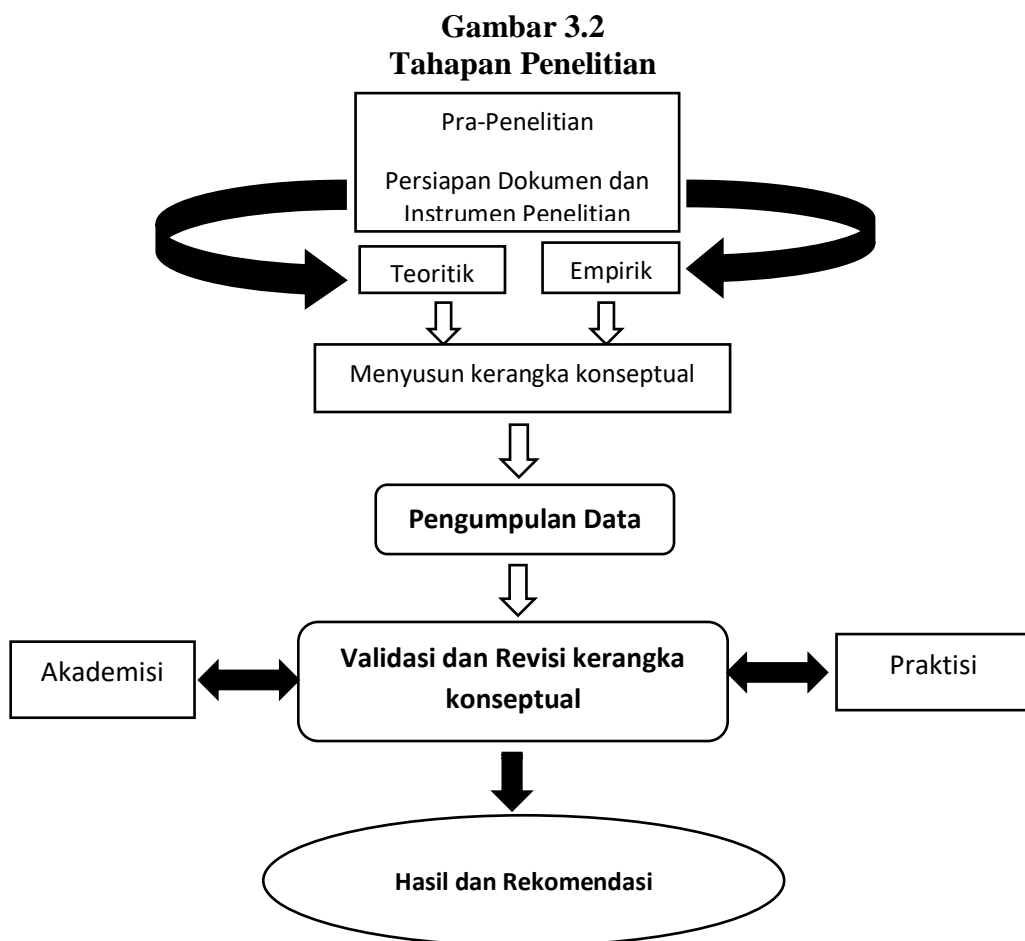 Gambar 3.2
Tahapan Penelitian
Pra-Penelitian
Persiapan Dokumen dan
Instrumen Penelitian
Teoritik
Empirik
Menyusun kerangka konseptual
Pengumpulan Data
Akademisi
Validasi dan Revisi kerangka
konseptual
Praktisi
Hasil dan Rekomendasi